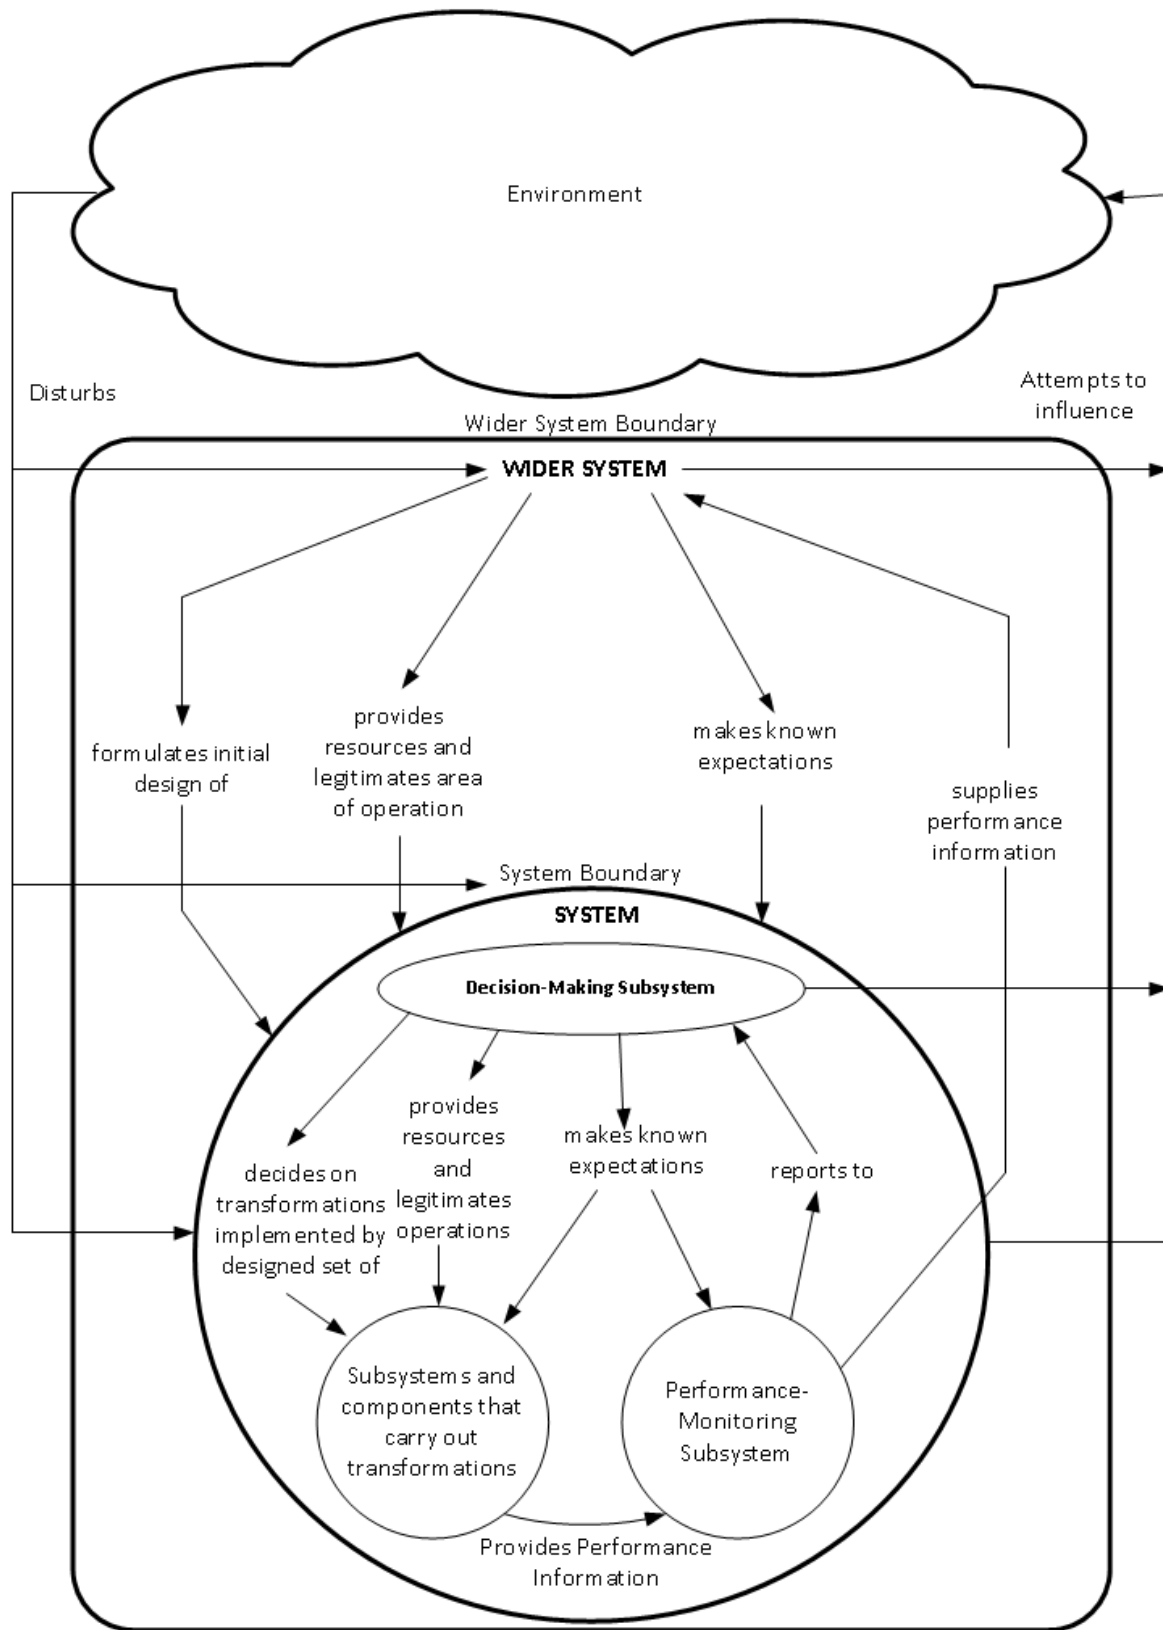 Environment
Disturbs
Attempts to
influence
Wider System Boundary
WIDER SYSTEM
formulates initial
design of
provides
resources and
legitimates area
of operation
makes known
expectations
supplies
performance
information
System Boundary
SYSTEM
Decision-Making Subsystem
decides on
transformations
implemented by
designed set of
provides
resources
and
legitimates
operations
makes known
expectations
reports to
Subsystems and
components that
carry out
transformations
Performance-
Monitoring
Subsystem
Provides Performance
Information